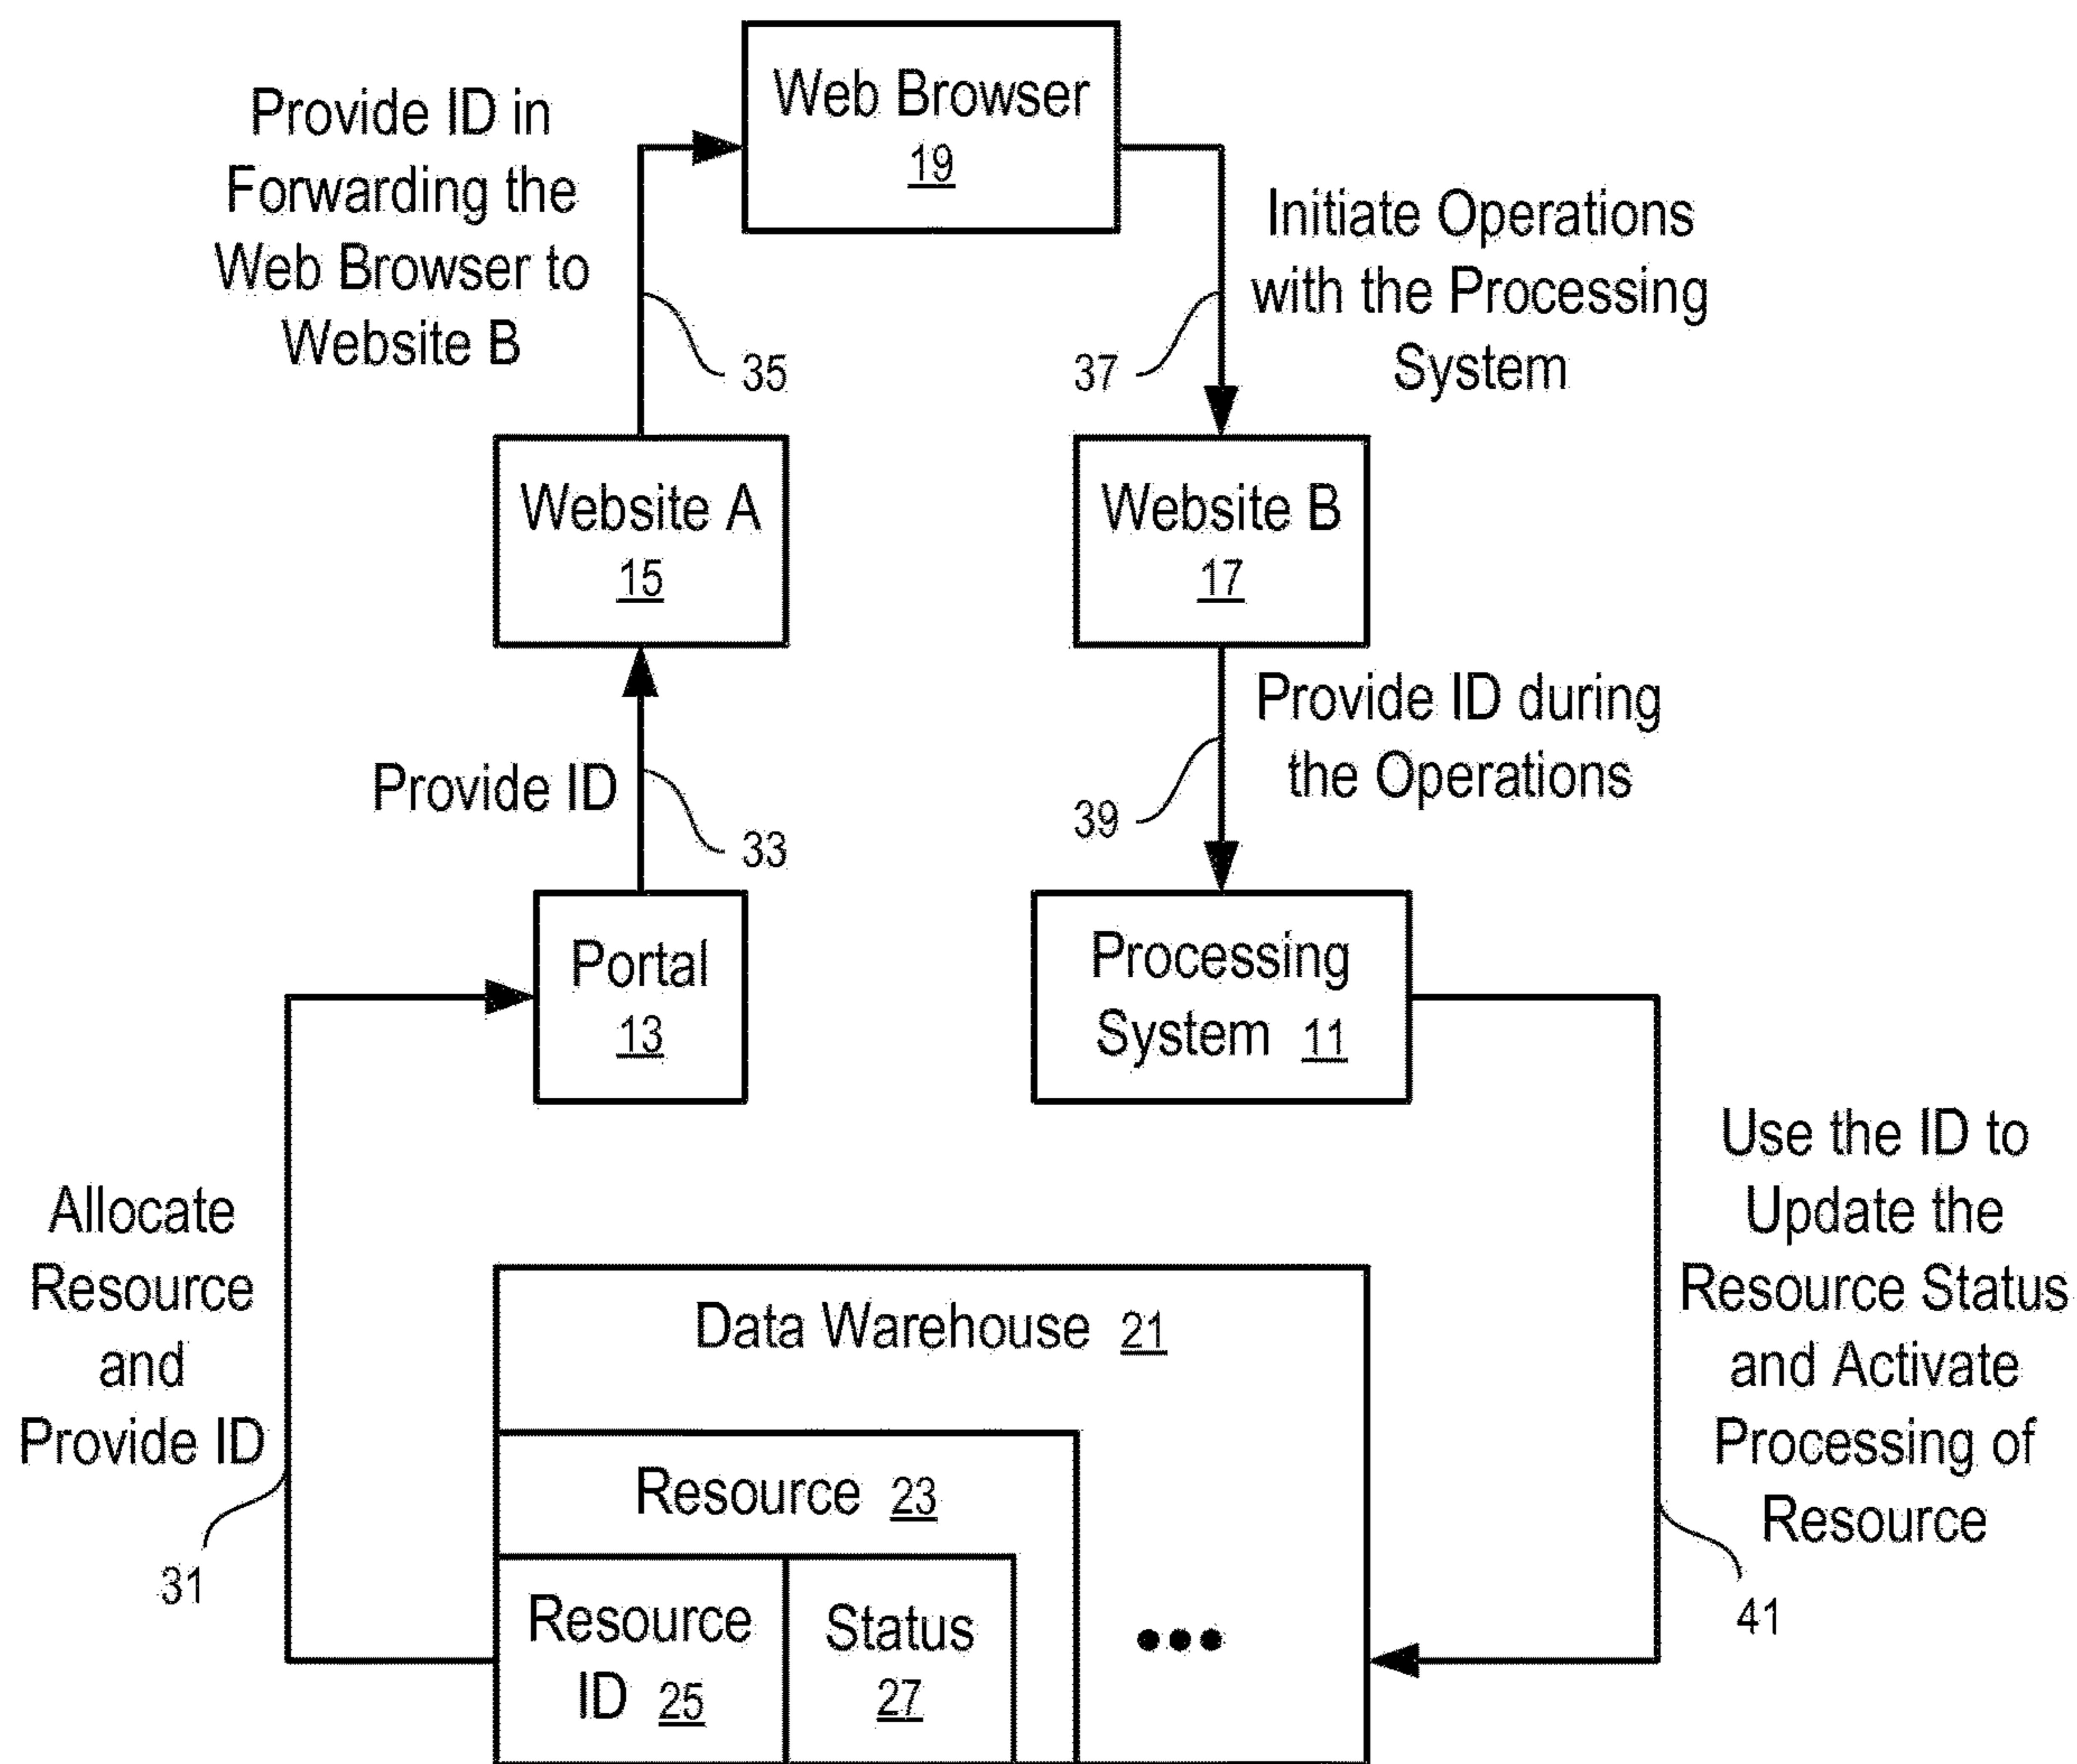 Web Browser
19
Provide ID in
Forwarding the
Web Browser to
Website B
35
Initiate Operations
with the Processing
System
37
Website A
15
Website B
17
Provide ID
33
Provide ID during
the Operations
39
Portal
13
Processing
System 11
Allocate
Resource
and
Provide ID
31
Use the ID to
Update the
Resource Status
and Activate
Processing of
Resource
41
Data Warehouse 21
Resource 23
Resource
ID 25
Status
27
•••